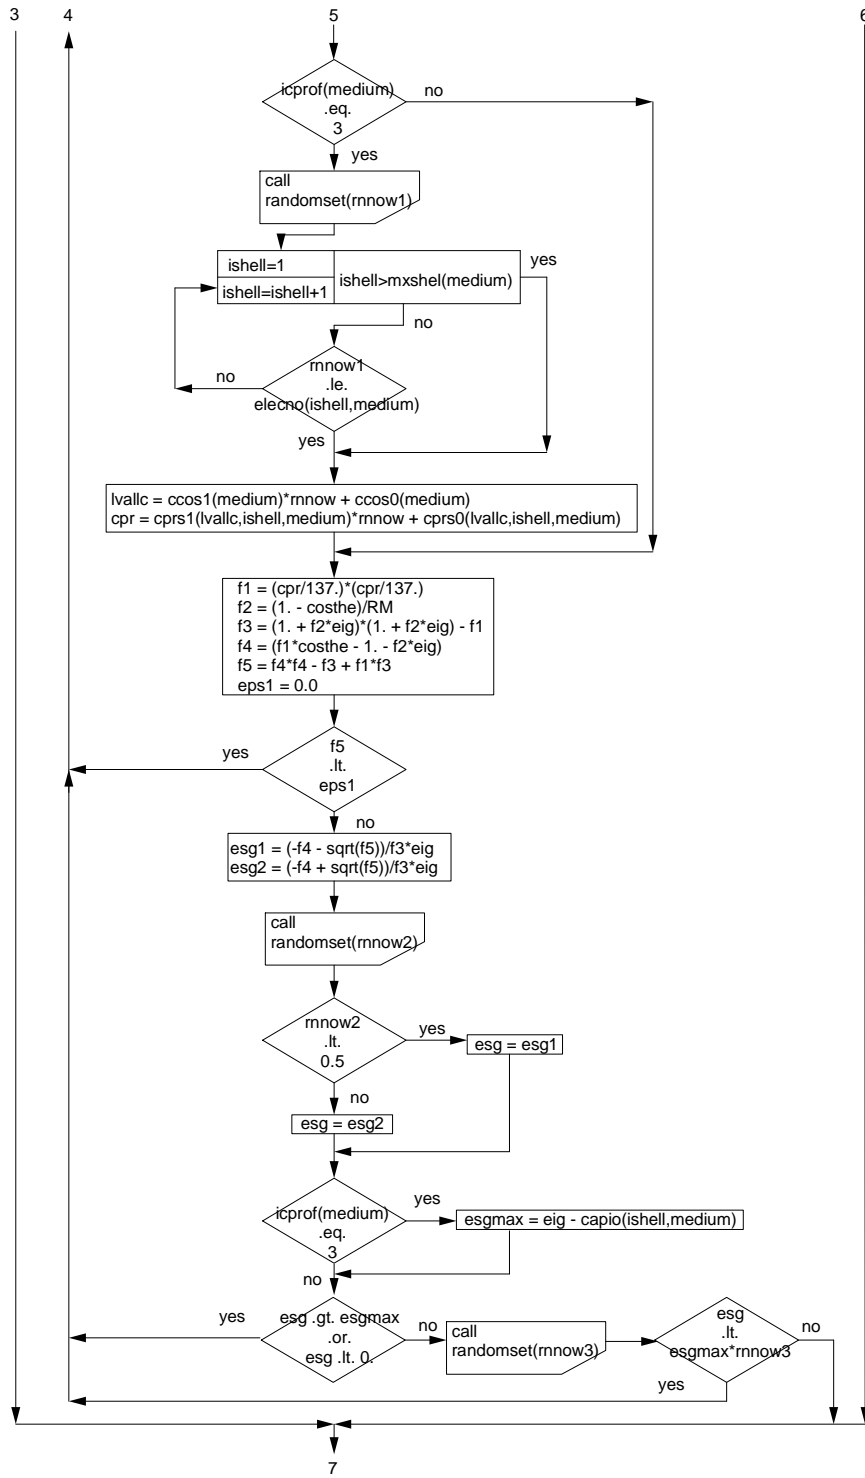 3
4
5
6
icprof(medium)
.eq.
3
no
yes
call
randomset(rnnow1)
ishell=1
ishell=ishell+1
ishell>mxshel(medium)
yes
no
rnnow1
.le.
elecno(ishell,medium)
no
yes
lvallc = ccos1(medium)*rnnow + ccos0(medium)
cpr = cprs1(lvallc,ishell,medium)*rnnow + cprs0(lvallc,ishell,medium)
f1 = (cpr/137.)*(cpr/137.)
f2 = (1. - costhe)/RM
f3 = (1. + f2*eig)*(1. + f2*eig) - f1
f4 = (f1*costhe - 1. - f2*eig)
f5 = f4*f4 - f3 + f1*f3
eps1 = 0.0
f5
.lt.
eps1
yes
no
esg1 = (-f4 - sqrt(f5))/f3*eig
esg2 = (-f4 + sqrt(f5))/f3*eig
call
randomset(rnnow2)
rnnow2
.lt.
0.5
yes
esg = esg1
no
esg = esg2
icprof(medium)
.eq.
3
yes
esgmax = eig - capio(ishell,medium)
no
esg .gt. esgmax
.or.
esg .lt. 0.
yes
no
call
randomset(rnnow3)
esg
.lt.
esgmax*rnnow3
no
yes
7